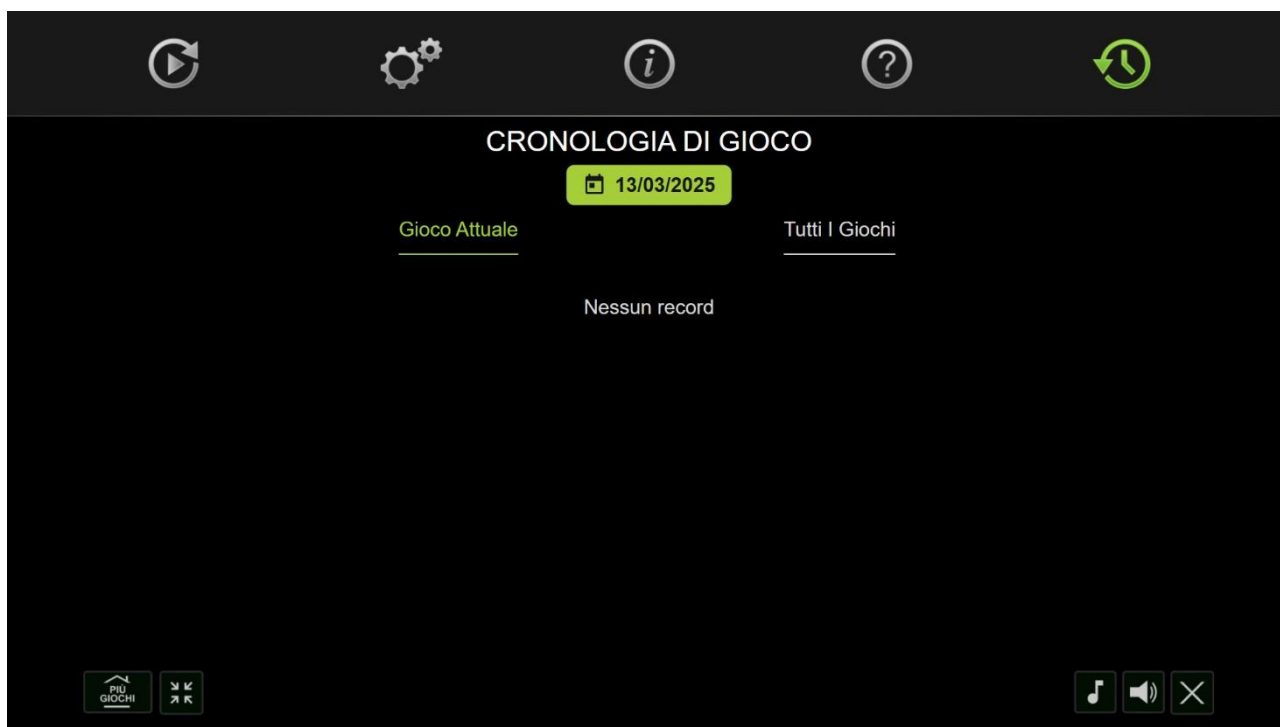 CRONOLOGIA DI GIOCO
13/03/2025
Gioco Attuale
Tutti I Giochi
Nessun record
PIÙ
GIOCHI